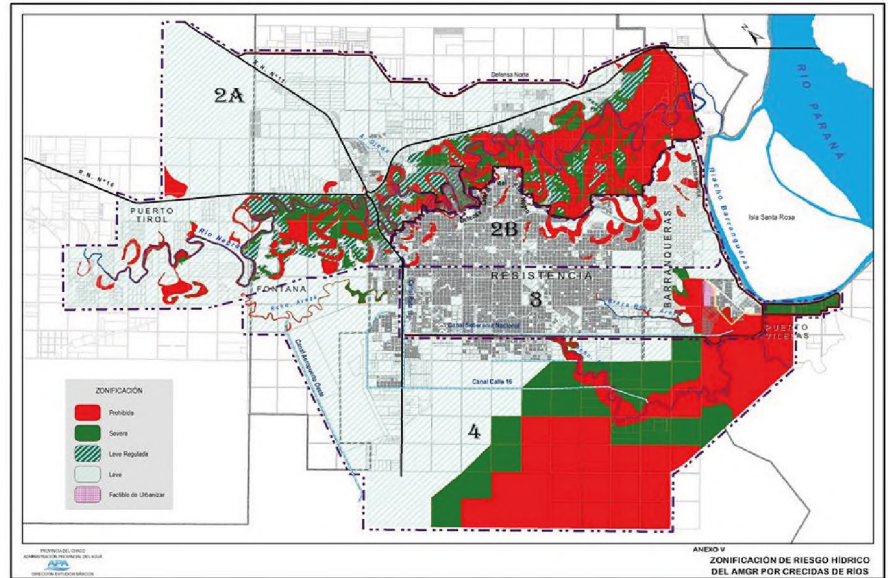 N
RIO PARANÁ
2A
Defensa Norte
R.N. Nº 11
R.N. Nº 16
PUERTO
TIROL
Río Negro
Riacho Barranqueras
Isla Santa Rosa
2B
BARRANQUERAS
RESISTENCIA
FONTANA
3
Canal Soberanía Nacional
PUERTO
VILELAS
Canal Calle 16
4
ZONIFICACIÓN
Prohibida
Severa
Leve Regulada
Leve
Factible de Urbanizar
PROVINCIA DEL CHACO
ADMINISTRACIÓN PROVINCIAL DEL AGUA
APA
DIRECCIÓN ESTUDIOS BÁSICOS
ANEXO V
ZONIFICACIÓN DE RIESGO HÍDRICO
DEL AMGR POR CRECIDAS DE RÍOS